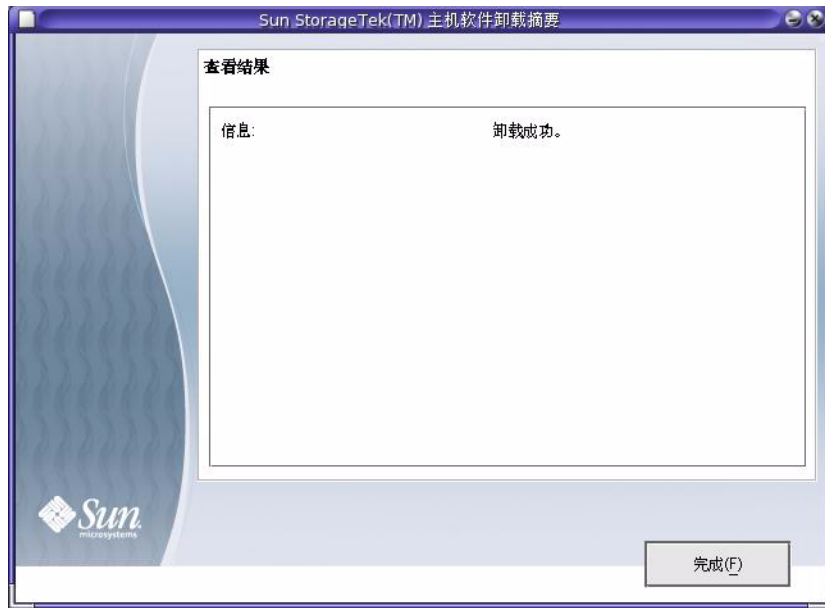 Sun StorageTek(TM) 主机软件卸载摘要
查看结果
信息:
卸载成功。
Sun
microsystems
完成(F)